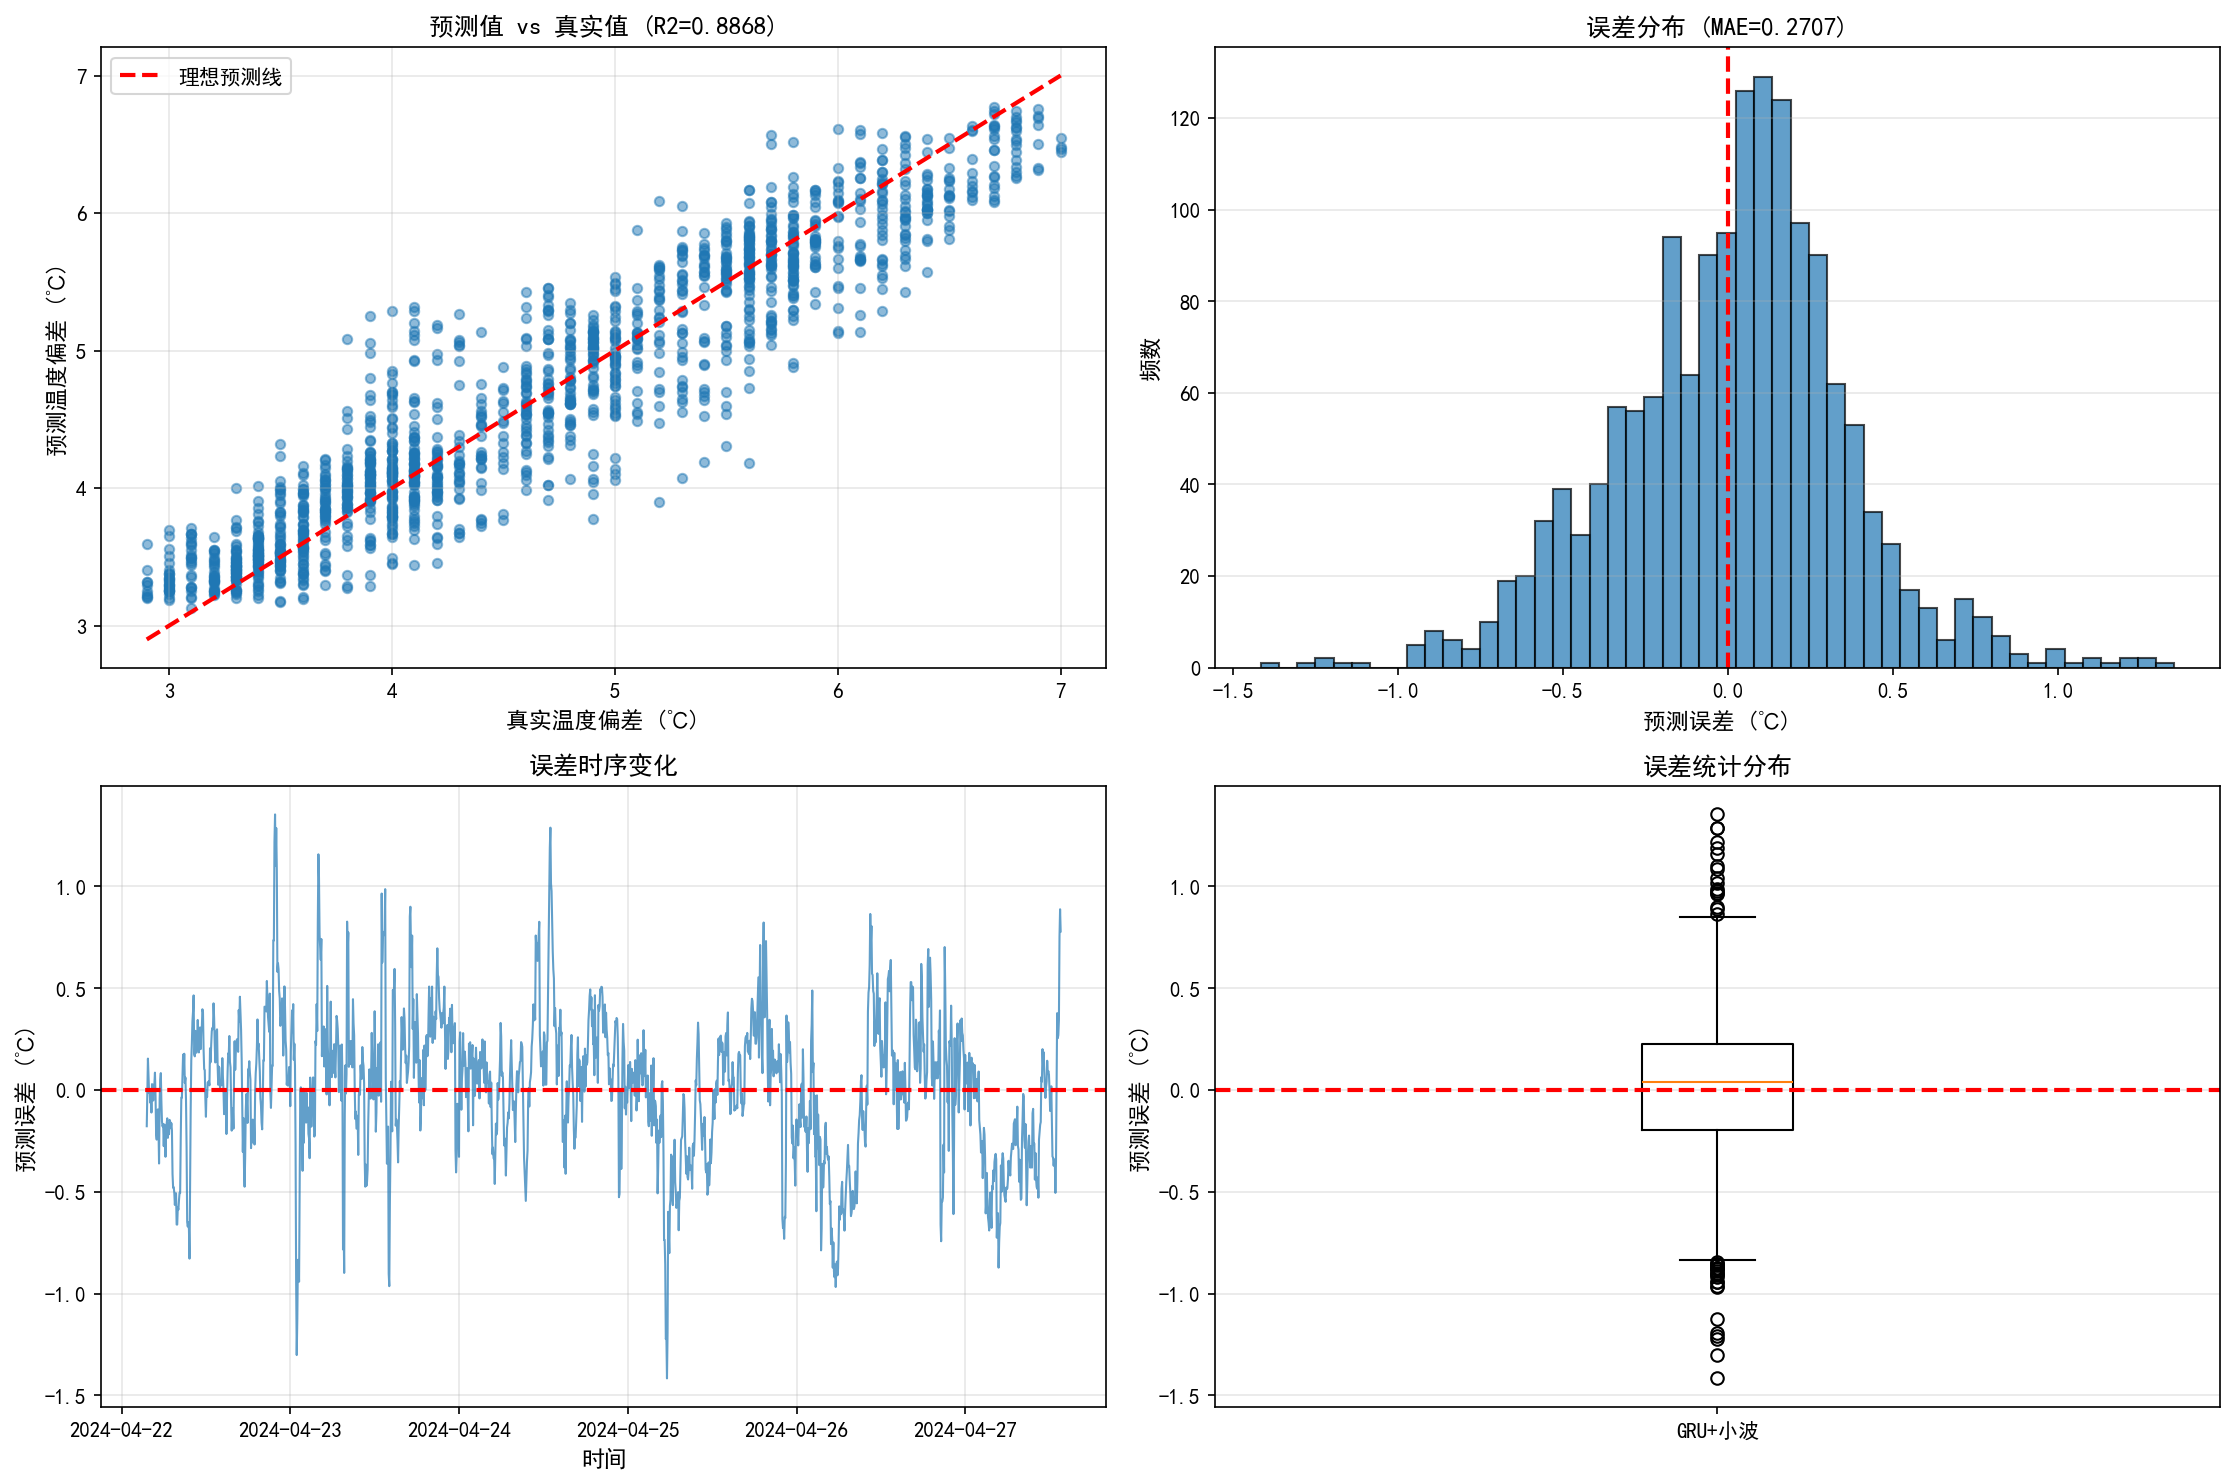 预测值 vs 真实值 (R2=0.8868)
理想预测线
预测温度偏差 (℃)
7
6
5
4
3
3 4 5 6 7
真实温度偏差 (℃)
误差分布 (MAE=0.2707)
频数
120
100
80
60
40
20
0
−1.5 −1.0 −0.5 0.0 0.5 1.0
预测误差 (℃)
误差时序变化
预测误差 (℃)
1.0
0.5
0.0
−0.5
−1.0
−1.5
2024-04-22 2024-04-23 2024-04-24 2024-04-25 2024-04-26 2024-04-27
时间
误差统计分布
预测误差 (℃)
1.0
0.5
0.0
−0.5
−1.0
−1.5
GRU+小波